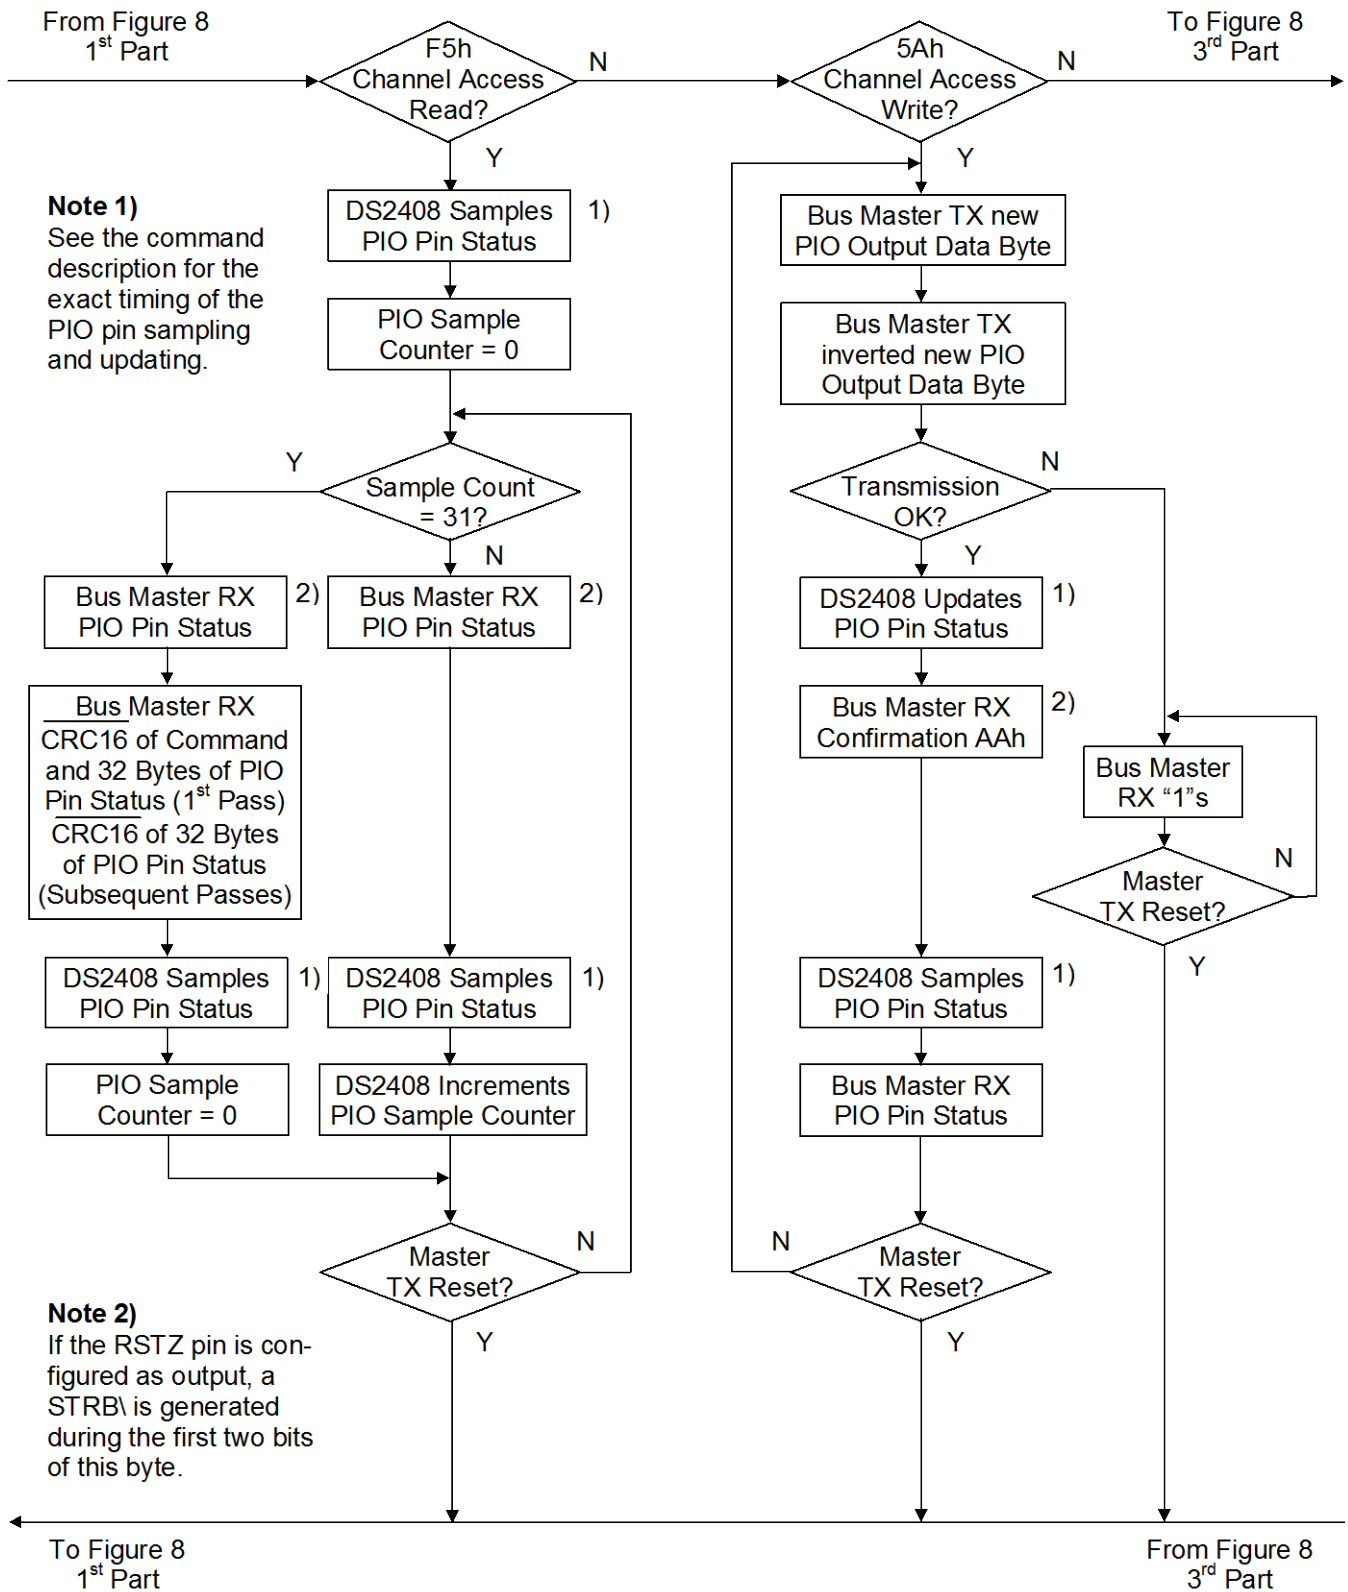 From Figure 8
1st Part
F5h
Channel Access
Read?
N
Y
5Ah
Channel Access
Write?
N
Y
To Figure 8
3rd Part
Note 1)
See the command
description for the
exact timing of the
PIO pin sampling
and updating.
DS2408 Samples
PIO Pin Status
1)
PIO Sample
Counter = 0
Sample Count
= 31?
Y
N
Bus Master RX
PIO Pin Status
2)
Bus Master RX
CRC16 of Command
and 32 Bytes of PIO
Pin Status (1st Pass)
CRC16 of 32 Bytes
of PIO Pin Status
(Subsequent Passes)
DS2408 Samples
PIO Pin Status
1)
PIO Sample
Counter = 0
Bus Master RX
PIO Pin Status
2)
DS2408 Samples
PIO Pin Status
1)
DS2408 Increments
PIO Sample Counter
Master
TX Reset?
N
Y
Bus Master TX new
PIO Output Data Byte
Bus Master TX
inverted new PIO
Output Data Byte
Transmission
OK?
N
Y
DS2408 Updates
PIO Pin Status
1)
Bus Master RX
Confirmation AAh
2)
DS2408 Samples
PIO Pin Status
1)
Bus Master RX
PIO Pin Status
Master
TX Reset?
N
Y
Bus Master
RX “1”s
Master
TX Reset?
N
Y
Note 2)
If the RSTZ pin is con-
figured as output, a
STRB\ is generated
during the first two bits
of this byte.
To Figure 8
1st Part
From Figure 8
3rd Part